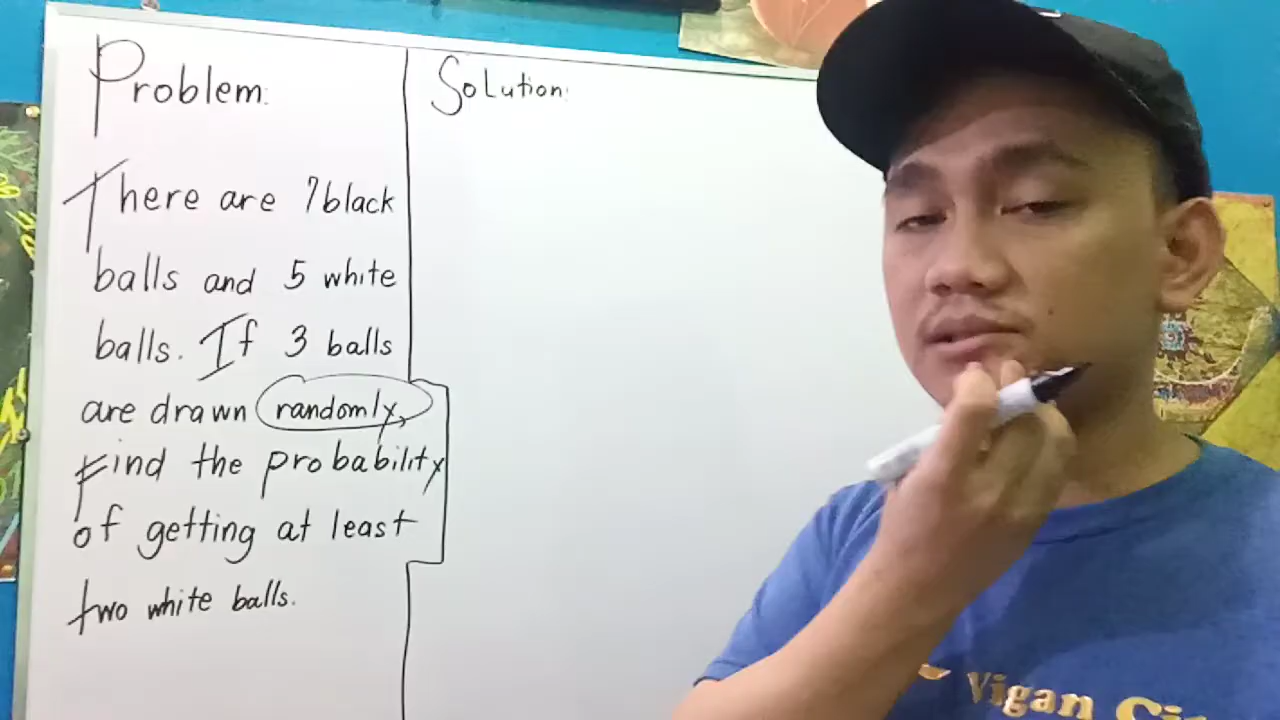 Problem:
There are 7 black
balls and 5 white
balls. If 3 balls
are drawn randomly,
Find the probability
of getting at least
two white balls.
Solution:
Vigan